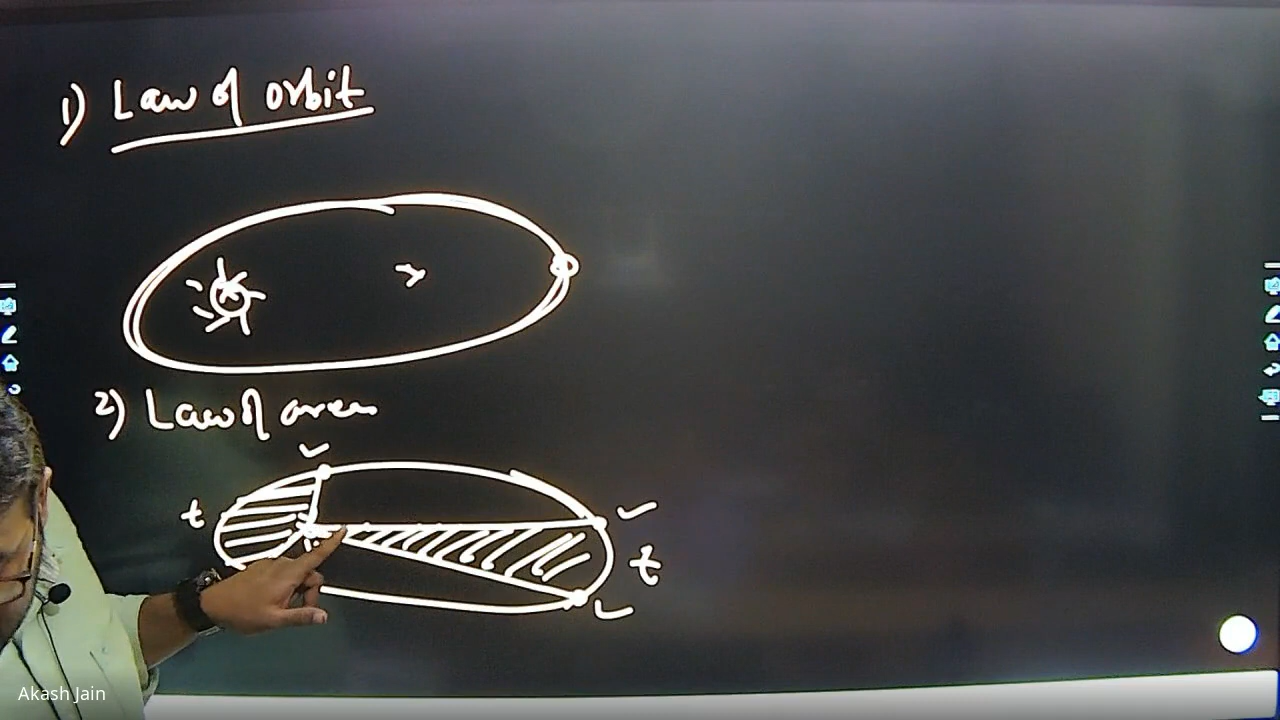 1) Law of orbit
2) Law of area
t
t
Akash Jain